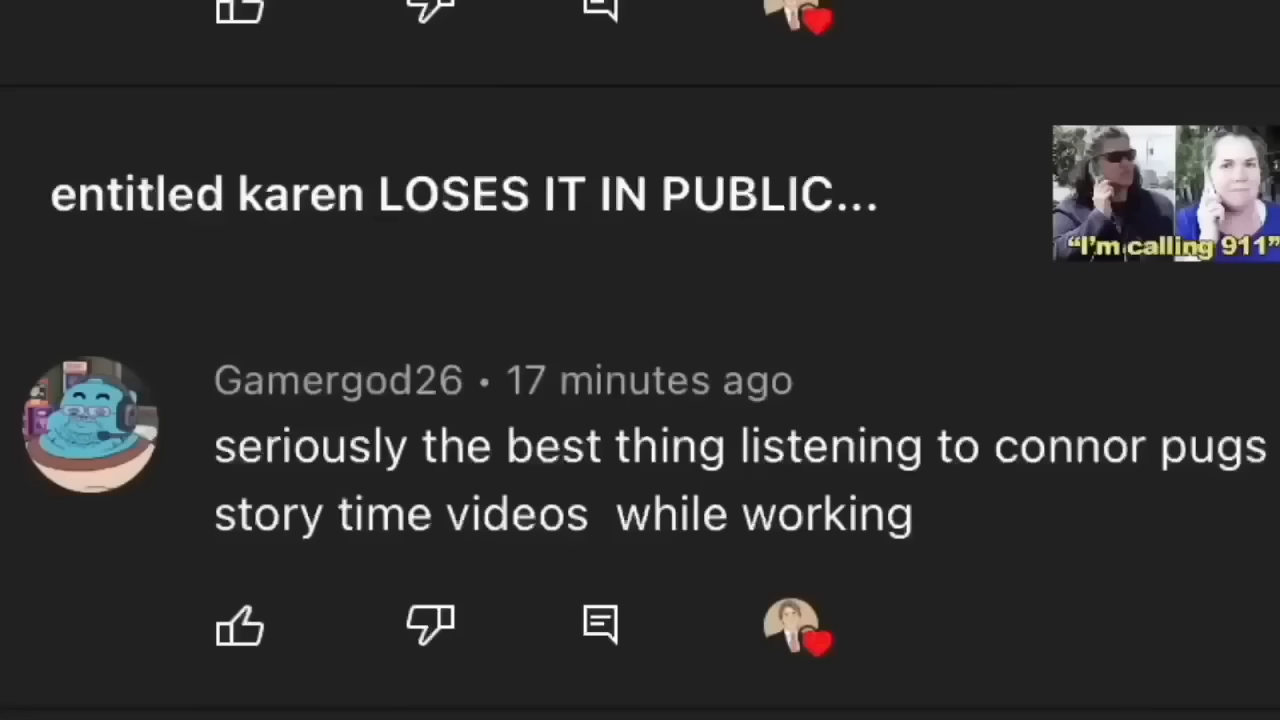 entitled karen LOSES IT IN PUBLIC...
“I’m calling 911”
Gamergod26 • 17 minutes ago
seriously the best thing listening to connor pugs
story time videos  while working